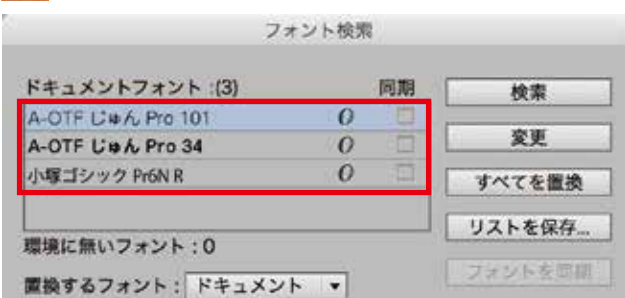 フォント検索
ドキュメントフォント :(3) 同期
A-OTF じゅん Pro 101 O
A-OTF じゅん Pro 34 O
小塚ゴシック Pr6N R O
環境に無いフォント : 0
置換するフォント : ドキュメント
検索
変更
すべてを置換
リストを保存...
フォントを同期